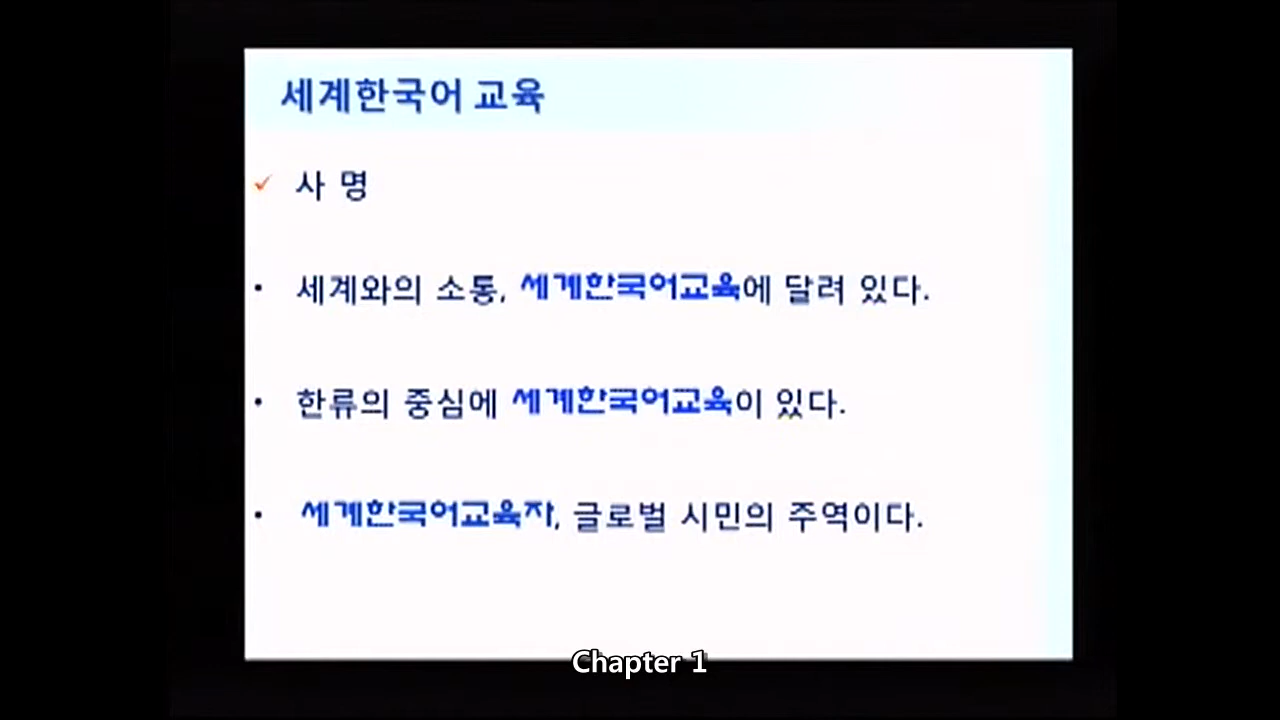 세계한국어 교육
✓ 사 명
• 세계와의 소통, 세계한국어교육에 달려 있다.
• 한류의 중심에 세계한국어교육이 있다.
• 세계한국어교육자, 글로벌 시민의 주역이다.
Chapter 1